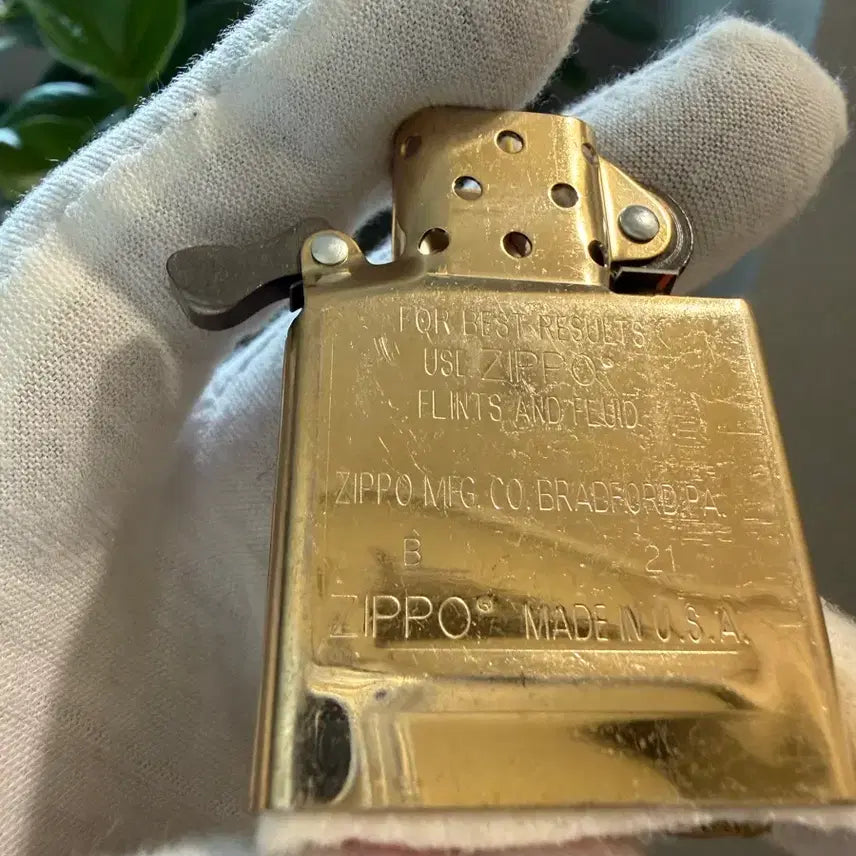 FOR BEST RESULTS
USE ZIPPO®
FLINTS AND FLUID
ZIPPO MFG. CO. BRADFORD, PA.
B 21
ZIPPO® MADE IN U.S.A.